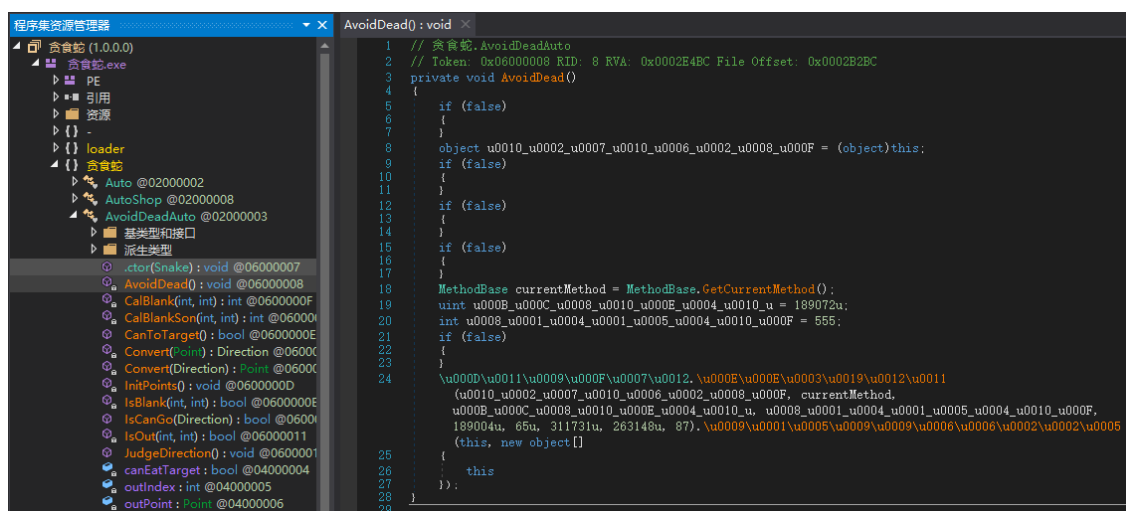 程序集资源管理器
贪食蛇 (1.0.0.0)
贪食蛇.exe
PE
引用
资源
{ } -
{ } loader
{ } 贪食蛇
Auto @02000002
AutoShop @02000008
AvoidDeadAuto @02000003
基类型和接口
派生类型
.ctor(Snake) : void @06000007
AvoidDead() : void @06000008
CalBlank(int, int) : int @0600000F
CalBlankSon(int, int) : int @06000
CanToTarget() : bool @0600000E
Convert(Point) : Direction @06000
Convert(Direction) : Point @0600
InitPoints() : void @0600000D
IsBlank(int, int) : bool @0600000E
IsCanGo(Direction) : bool @0600
IsOut(int, int) : bool @06000011
JudgeDirection() : void @0600001
canEatTarget : bool @04000004
outIndex : int @04000005
outPoint : Point @04000006
AvoidDead() : void ×
1 // 贪食蛇.AvoidDeadAuto
2 // Token: 0x06000008 RID: 8 RVA: 0x0002E4BC File Offset: 0x0002B2BC
3 private void AvoidDead()
4 {
5 if (false)
6 {
7 }
8 object u0010_u0002_u0007_u0010_u0006_u0002_u0008_u000F = (object)this;
9 if (false)
10 {
11 }
12 if (false)
13 {
14 }
15 if (false)
16 {
17 }
18 MethodBase currentMethod = MethodBase.GetCurrentMethod();
19 uint u000B_u000C_u0008_u0010_u000E_u0004_u0010_u = 189072u;
20 int u0008_u0001_u0004_u0001_u0005_u0004_u0010_u000F = 555;
21 if (false)
22 {
23 }
24 \u000D\u0011\u0009\u000F\u0007\u0012.\u000E\u000E\u0003\u0019\u0012\u0011
(u0010_u0002_u0007_u0010_u0006_u0002_u0008_u000F, currentMethod,
u000B_u000C_u0008_u0010_u000E_u0004_u0010_u, u0008_u0001_u0004_u0001_u0005_u0004_u0010_u000F,
189004u, 65u, 311731u, 263148u, 87).\u0009\u0001\u0005\u0009\u0009\u0006\u0006\u0002\u0002\u0005
(this, new object[]
25 {
26 this
27 });
28 }
29